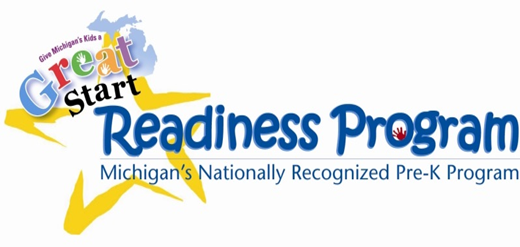 Give Michigan's Kids a
Great
Start
Readiness Program
Michigan's Nationally Recognized Pre-K Program